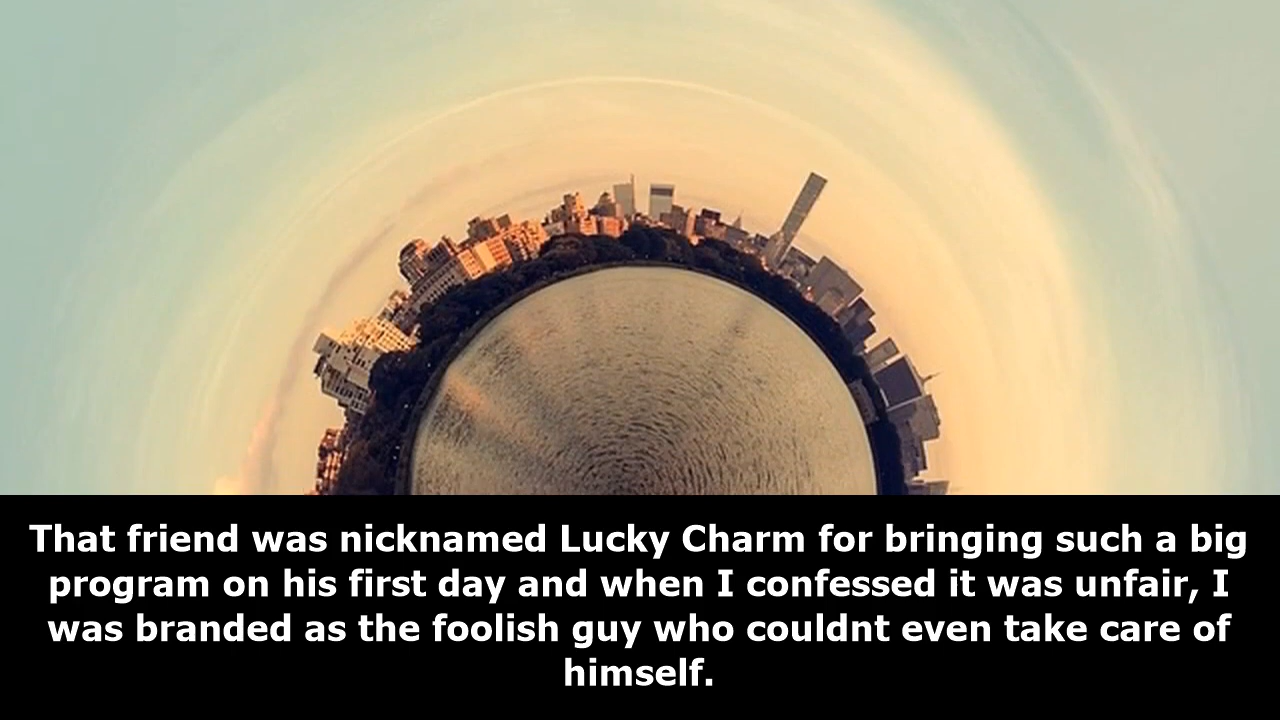 That friend was nicknamed Lucky Charm for bringing such a big
program on his first day and when I confessed it was unfair, I
was branded as the foolish guy who couldnt even take care of
himself.